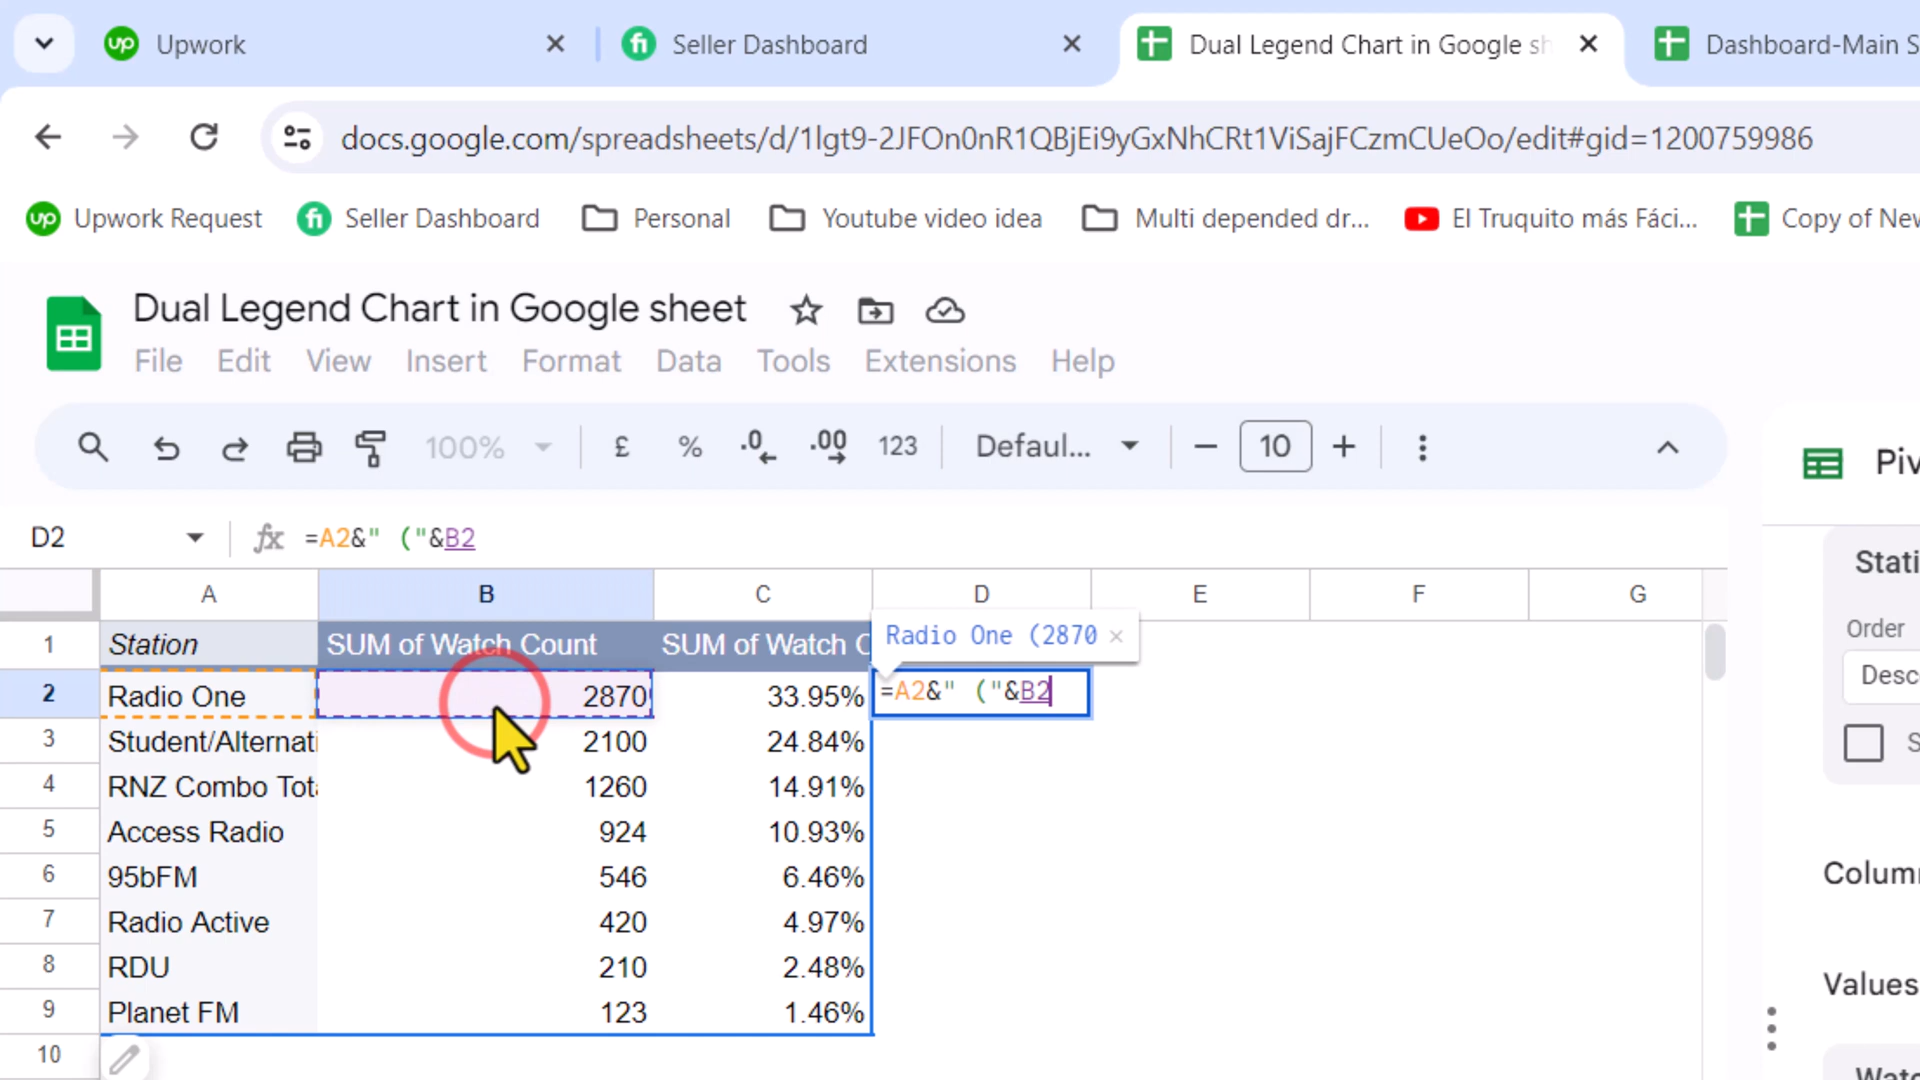 Upwork
Seller Dashboard
Dual Legend Chart in Google sh
Dashboard-Main S
docs.google.com/spreadsheets/d/1lgt9-2JFOn0nR1QBjEi9yGxNhCRt1ViSajFCzmCUeOo/edit#gid=1200759986
Upwork Request
Seller Dashboard
Personal
Youtube video idea
Multi depended dr...
El Truquito más Fáci...
Copy of New
Dual Legend Chart in Google sheet
File Edit View Insert Format Data Tools Extensions Help
100% £ % .0 .00 123 Defaul... 10
Piv
D2 fx =A2&" ("&B2
A B C D E F G
1 Station SUM of Watch Count SUM of Watch C
Radio One (2870 ×
2 Radio One 2870 33.95% =A2&" ("&B2
3 Student/Alternati 2100 24.84%
4 RNZ Combo Tota 1260 14.91%
5 Access Radio 924 10.93%
6 95bFM 546 6.46%
7 Radio Active 420 4.97%
8 RDU 210 2.48%
9 Planet FM 123 1.46%
10
Stati
Order
Desc
S
Column
Values